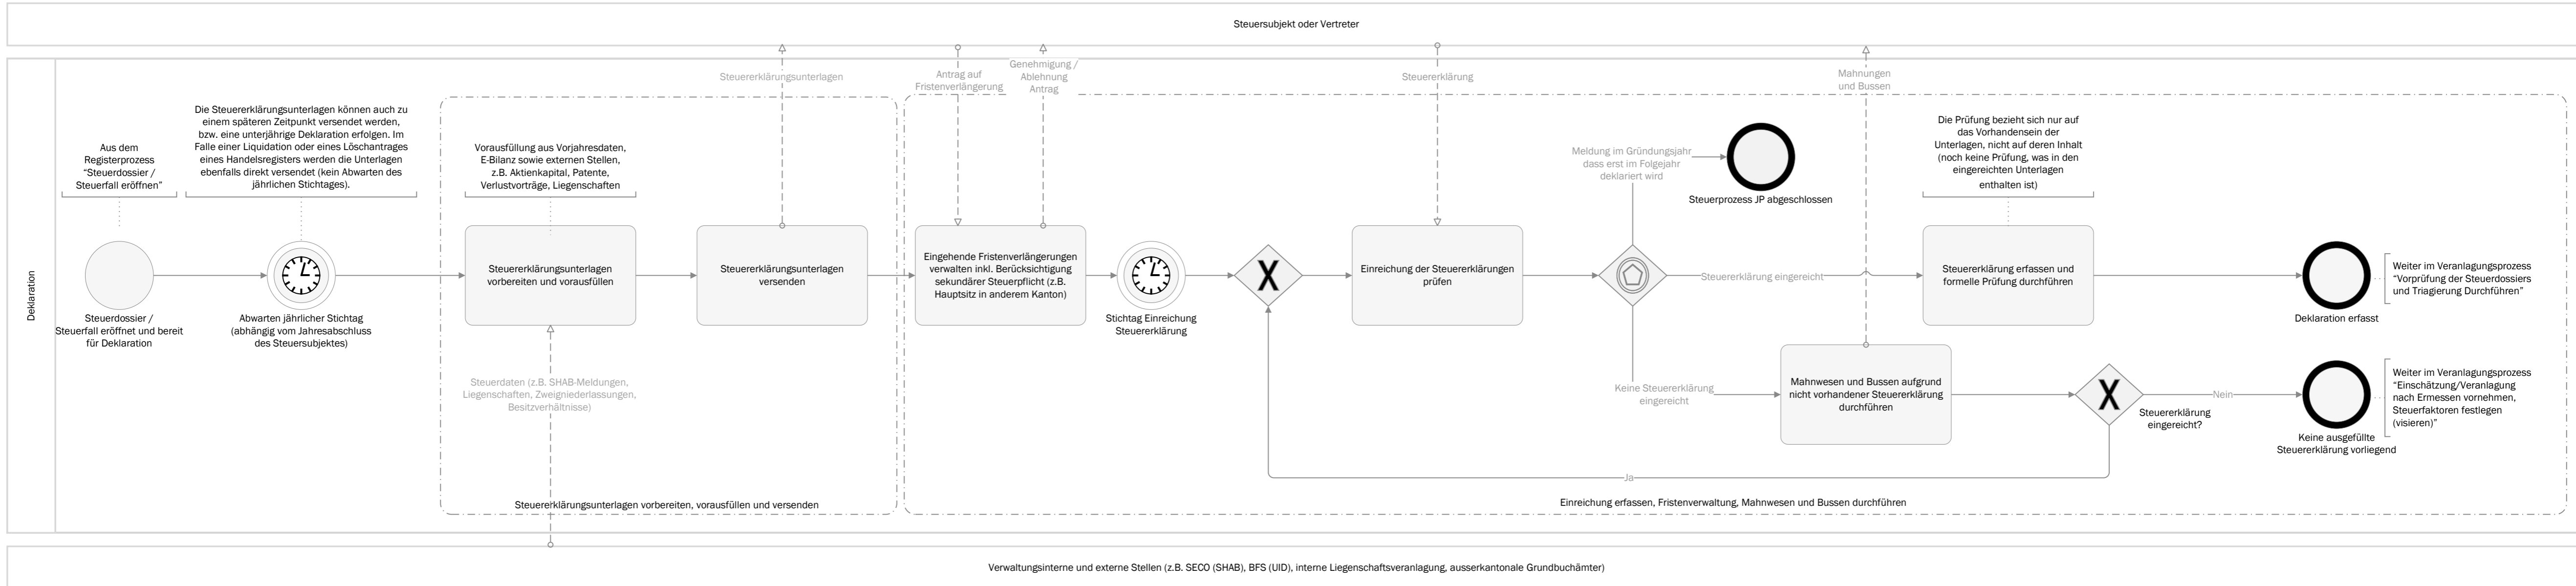 Steuersubjekt oder Vertreter
Deklaration
Aus dem
Registerprozess
“Steuerdossier /
Steuerfall eröffnen”
Steuerdossier /
Steuerfall eröffnet und bereit
für Deklaration
Die Steuererklärungsunterlagen können auch zu
einem späteren Zeitpunkt versendet werden,
bzw. eine unterjährige Deklaration erfolgen. Im
Falle einer Liquidation oder eines Löschantrages
eines Handelsregisters werden die Unterlagen
ebenfalls direkt versendet (kein Abwarten des
jährlichen Stichtages).
Abwarten jährlicher Stichtag
(abhängig vom Jahresabschluss
des Steuersubjektes)
Vorausfüllung aus Vorjahresdaten,
E-Bilanz sowie externen Stellen,
z.B. Aktienkapital, Patente,
Verlustvorträge, Liegenschaften
Steuererklärungsunterlagen
vorbereiten und vorausfüllen
Steuerdaten (z.B. SHAB-Meldungen,
Liegenschaften, Zweigniederlassungen,
Besitzverhältnisse)
Steuererklärungsunterlagen
Steuererklärungsunterlagen
versenden
Steuererklärungsunterlagen vorbereiten, vorausfüllen und versenden
Antrag auf
Fristenverlängerung
Genehmigung /
Ablehnung
Antrag
Eingehende Fristenverlängerungen
verwalten inkl. Berücksichtigung
sekundärer Steuerpflicht (z.B.
Hauptsitz in anderem Kanton)
Stichtag Einreichung
Steuererklärung
Steuererklärung
Einreichung der Steuererklärungen
prüfen
Meldung im Gründungsjahr
dass erst im Folgejahr
deklariert wird
Steuerprozess JP abgeschlossen
Steuererklärung eingereicht
Keine Steuererklärung
eingereicht
Mahnungen
und Bussen
Mahnwesen und Bussen aufgrund
nicht vorhandener Steuererklärung
durchführen
Die Prüfung bezieht sich nur auf
das Vorhandensein der
Unterlagen, nicht auf deren Inhalt
(noch keine Prüfung, was in den
eingereichten Unterlagen
enthalten ist)
Steuererklärung erfassen und
formelle Prüfung durchführen
Deklaration erfasst
Weiter im Veranlagungsprozess
“Vorprüfung der Steuerdossiers
und Triagierung Durchführen”
Steuererklärung
eingereicht?
Nein
Ja
Keine ausgefüllte
Steuererklärung vorliegend
Weiter im Veranlagungsprozess
“Einschätzung/Veranlagung
nach Ermessen vornehmen,
Steuerfaktoren festlegen
(visieren)”
Einreichung erfassen, Fristenverwaltung, Mahnwesen und Bussen durchführen
Verwaltungsinterne und externe Stellen (z.B. SECO (SHAB), BFS (UID), interne Liegenschaftsveranlagung, ausserkantonale Grundbuchämter)